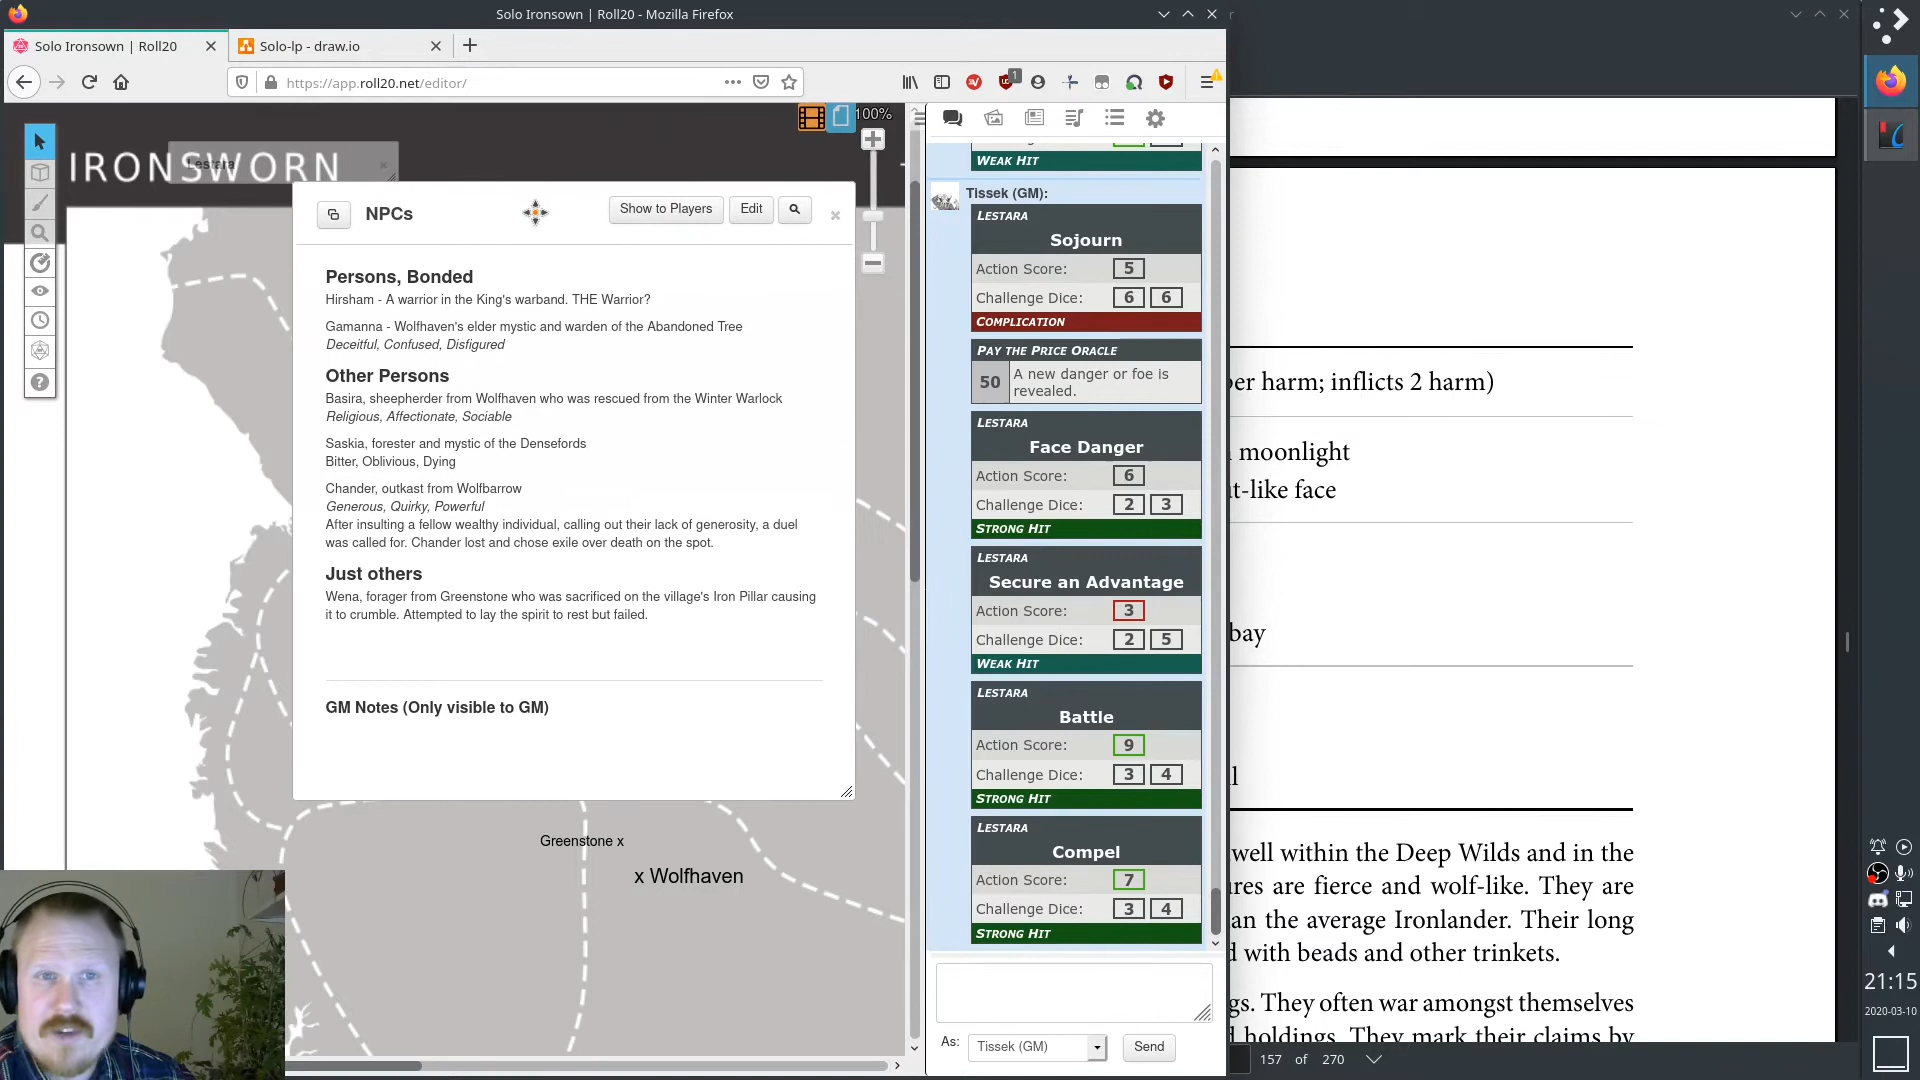 Solo Ironsown | Roll20 - Mozilla Firefox
Solo Ironsown | Roll20
Solo-lp - draw.io
https://app.roll20.net/editor/
1
100%
IRONSWORN
Lestara
NPCs
Show to Players
Edit
Persons, Bonded
Hirsham - A warrior in the King's warband. THE Warrior?
Gamanna - Wolfhaven's elder mystic and warden of the Abandoned Tree
Deceitful, Confused, Disfigured
Other Persons
Basira, sheepherder from Wolfhaven who was rescued from the Winter Warlock
Religious, Affectionate, Sociable
Saskia, forester and mystic of the Densefords
Bitter, Oblivious, Dying
Chander, outkast from Wolfbarrow
Generous, Quirky, Powerful
After insulting a fellow wealthy individual, calling out their lack of generosity, a duel
was called for. Chander lost and chose exile over death on the spot.
Just others
Wena, forager from Greenstone who was sacrificed on the village's Iron Pillar causing
it to crumble. Attempted to lay the spirit to rest but failed.
GM Notes (Only visible to GM)
Greenstone x
x Wolfhaven
WEAK HIT
Tissek (GM):
LESTARA
Sojourn
Action Score: 5
Challenge Dice: 6 6
COMPLICATION
PAY THE PRICE ORACLE
50 A new danger or foe is
revealed.
LESTARA
Face Danger
Action Score: 6
Challenge Dice: 2 3
STRONG HIT
LESTARA
Secure an Advantage
Action Score: 3
Challenge Dice: 2 5
WEAK HIT
LESTARA
Battle
Action Score: 9
Challenge Dice: 3 4
STRONG HIT
LESTARA
Compel
Action Score: 7
Challenge Dice: 3 4
STRONG HIT
As: Tissek (GM) Send
er harm; inflicts 2 harm)
moonlight
t-like face
bay
well within the Deep Wilds and in the
res are fierce and wolf-like. They are
an the average Ironlander. Their long
d with beads and other trinkets.
gs. They often war amongst themselves
holdings. They mark their claims by
157 of 270
21:15
2020-03-10